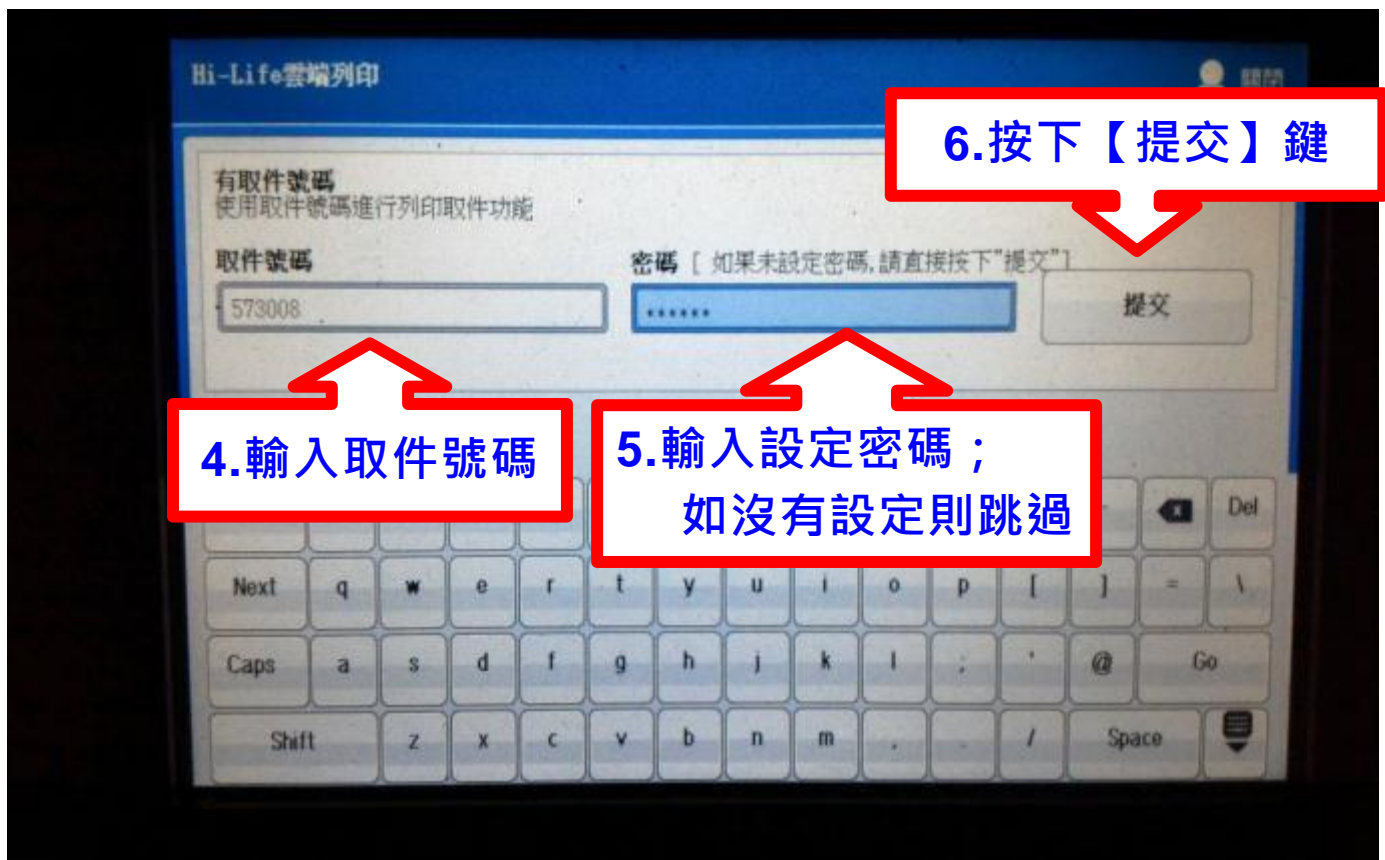 Hi-Life雲端列印
關閉
6.按下【提交】鍵
有取件號碼
使用取件號碼進行列印取件功能
取件號碼
密碼 [ 如果未設定密碼,請直接按下"提交"]
573008
••••••
提交
4.輸入取件號碼
5.輸入設定密碼；
如沒有設定則跳過
Del
Next q w e r t y u i o p [ ] = \
Caps a s d f g h j k l ; ' @ Go
Shift z x c v b n m , . / Space